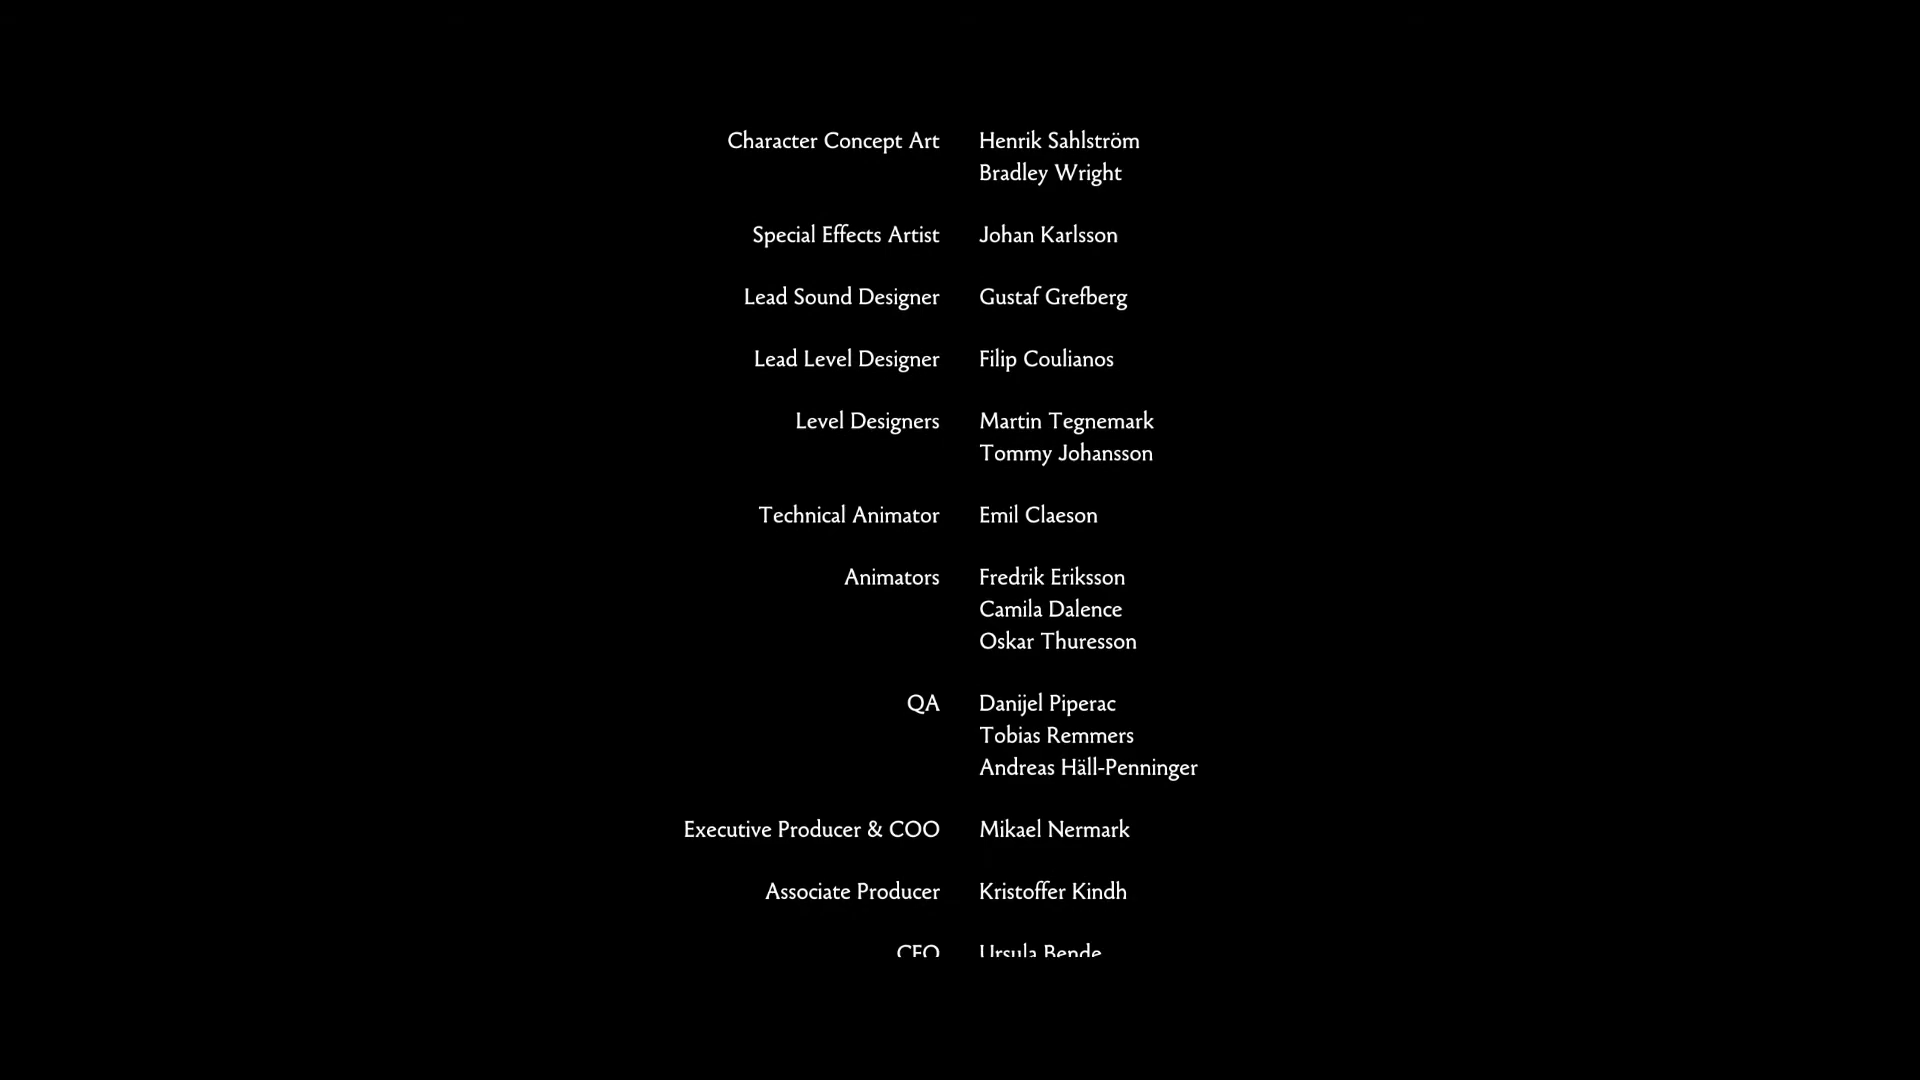 Character Concept Art Henrik Sahlström
Bradley Wright
Special Effects Artist Johan Karlsson
Lead Sound Designer Gustaf Grefberg
Lead Level Designer Filip Coulianos
Level Designers Martin Tegnemark
Tommy Johansson
Technical Animator Emil Claeson
Animators Fredrik Eriksson
Camila Dalence
Oskar Thuresson
QA Danijel Piperac
Tobias Remmers
Andreas Häll-Penninger
Executive Producer & COO Mikael Nermark
Associate Producer Kristoffer Kindh
Ursula Bende